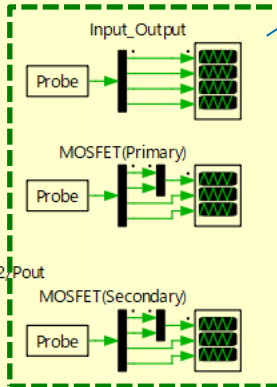 Input_Output
Probe
MOSFET(Primary)
Probe
2/Pout
MOSFET(Secondary)
Probe